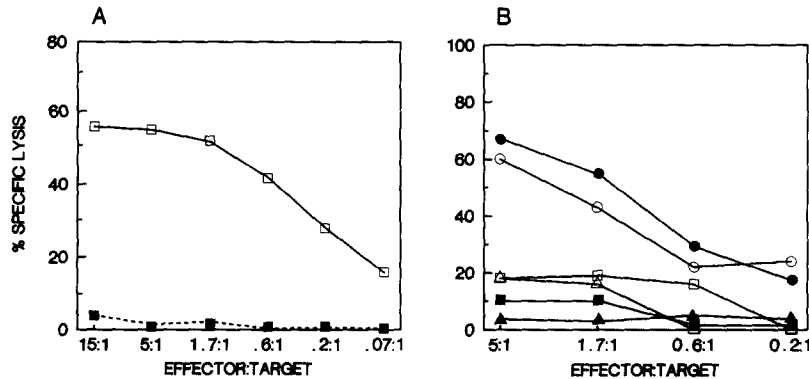 A
B
% SPECIFIC LYSIS
80
60
40
20
0
15:1 5:1 1.7:1 .6:1 .2:1 .07:1
EFFECTOR:TARGET
100
80
60
40
20
0
5:1 1.7:1 0.6:1 0.2:1
EFFECTOR:TARGET